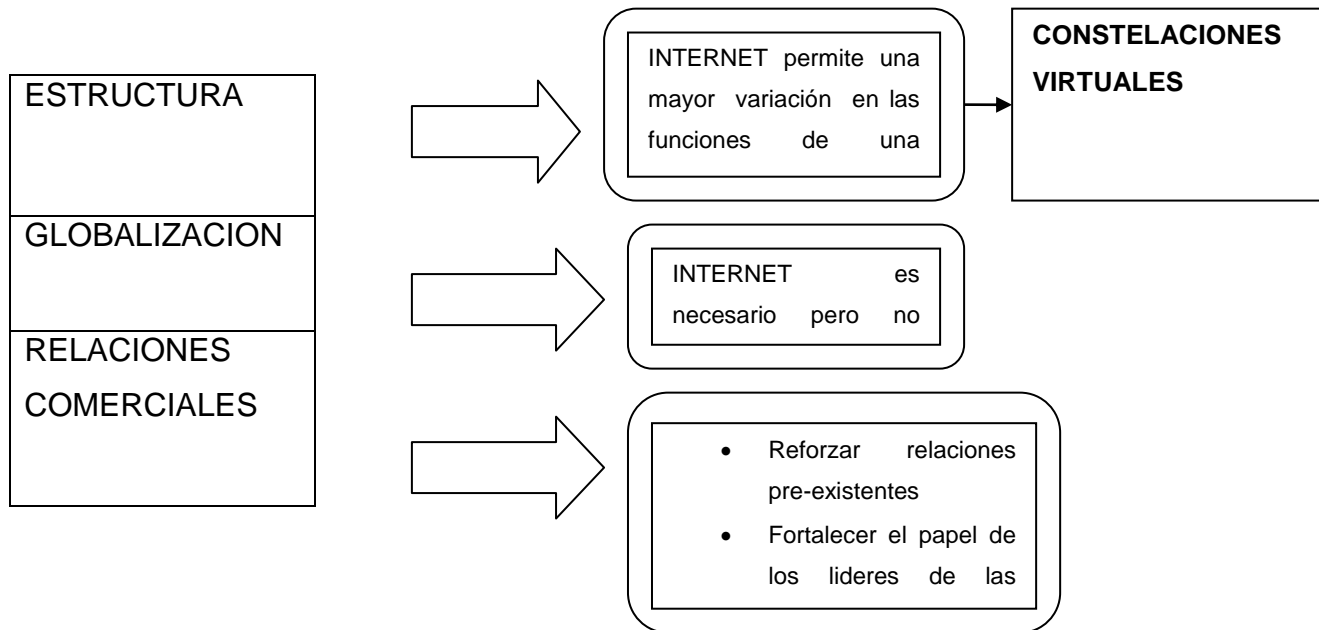 ESTRUCTURA
INTERNET permite una
mayor variación en las
funciones de una
CONSTELACIONES
VIRTUALES
GLOBALIZACION
INTERNET es
necesario pero no
RELACIONES
COMERCIALES
• Reforzar relaciones
pre-existentes
• Fortalecer el papel de
los lideres de las